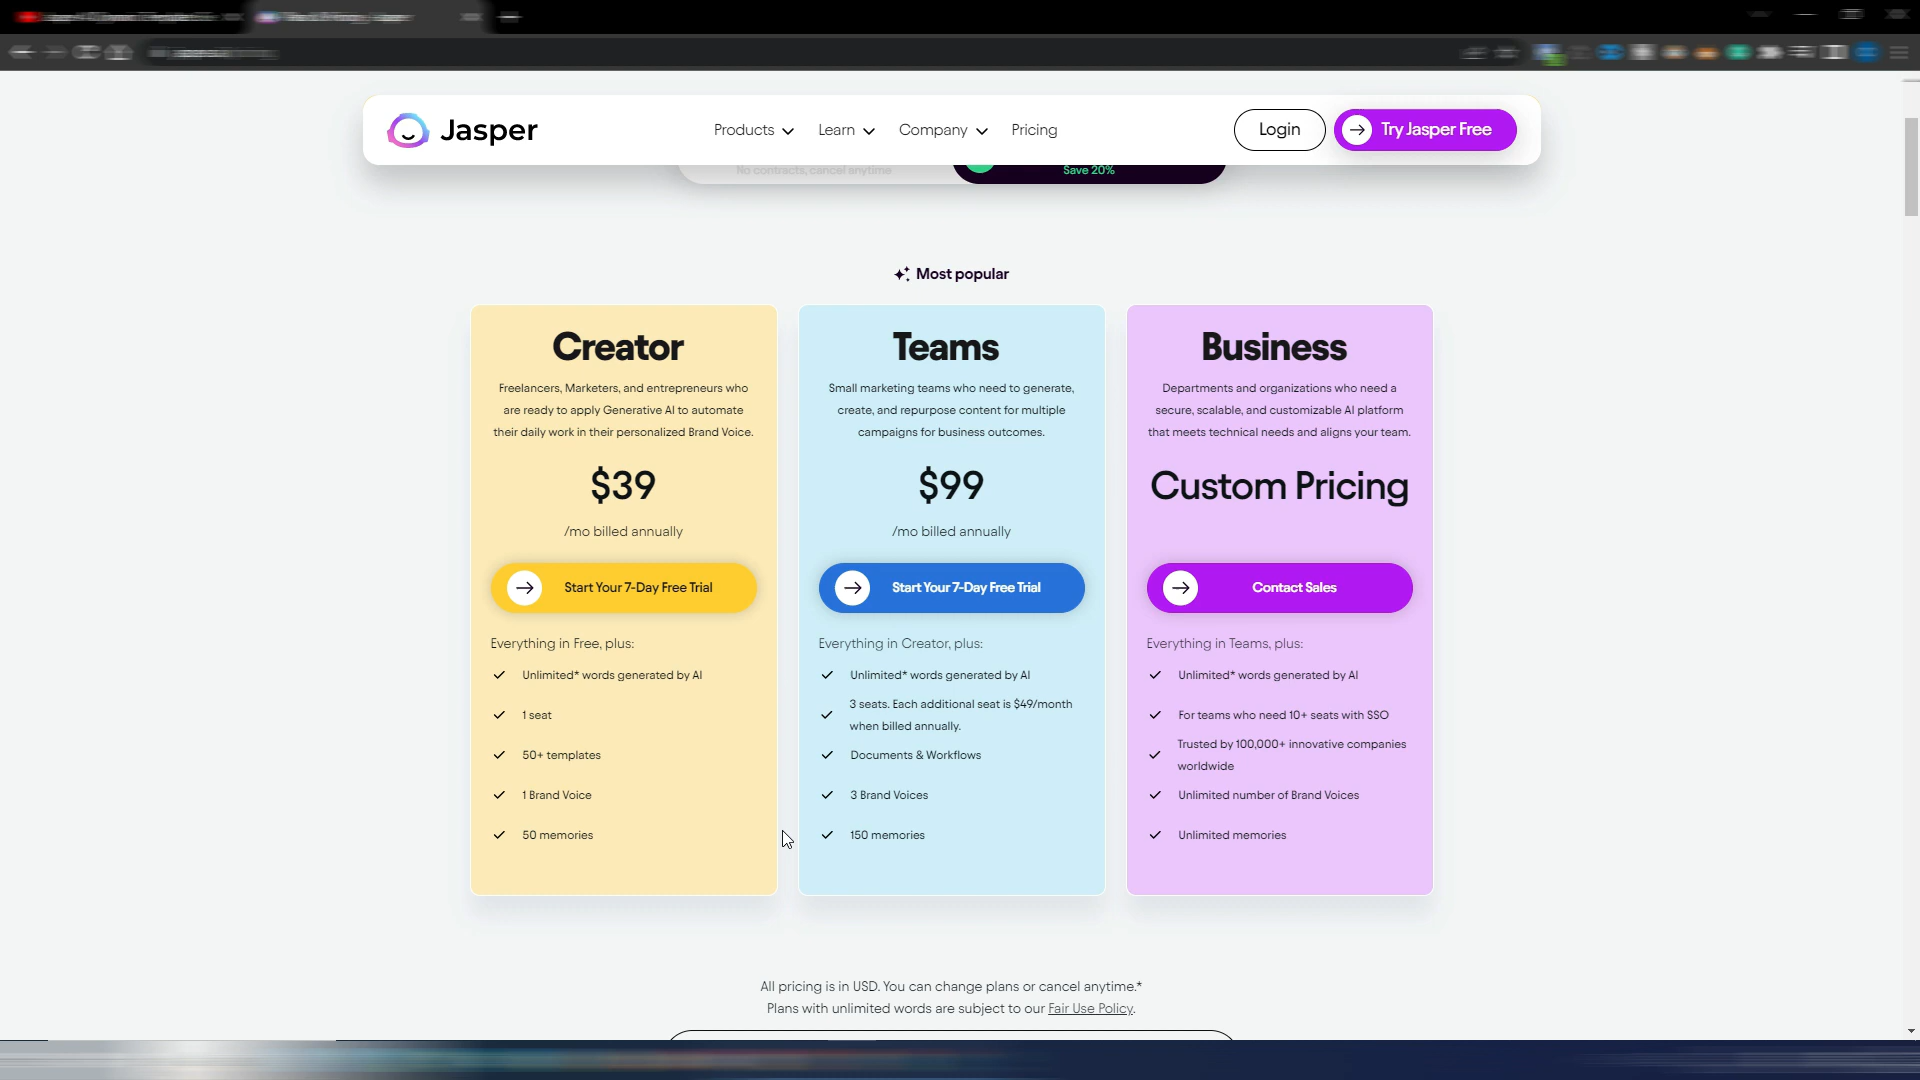 Jasper
Products
Learn
Company
Pricing
Login
Try Jasper Free
No contracts, cancel anytime
Save 20%
Most popular
Creator
Freelancers, Marketers, and entrepreneurs who
are ready to apply Generative AI to automate
their daily work in their personalized Brand Voice.
$39
/mo billed annually
Start Your 7-Day Free Trial
Everything in Free, plus:
Unlimited* words generated by AI
1 seat
50+ templates
1 Brand Voice
50 memories
Teams
Small marketing teams who need to generate,
create, and repurpose content for multiple
campaigns for business outcomes.
$99
/mo billed annually
Start Your 7-Day Free Trial
Everything in Creator, plus:
Unlimited* words generated by AI
3 seats. Each additional seat is $49/month
when billed annually.
Documents & Workflows
3 Brand Voices
150 memories
Business
Departments and organizations who need a
secure, scalable, and customizable AI platform
that meets technical needs and aligns your team.
Custom Pricing
Contact Sales
Everything in Teams, plus:
Unlimited* words generated by AI
For teams who need 10+ seats with SSO
Trusted by 100,000+ innovative companies
worldwide
Unlimited number of Brand Voices
Unlimited memories
All pricing is in USD. You can change plans or cancel anytime.*
Plans with unlimited words are subject to our Fair Use Policy.